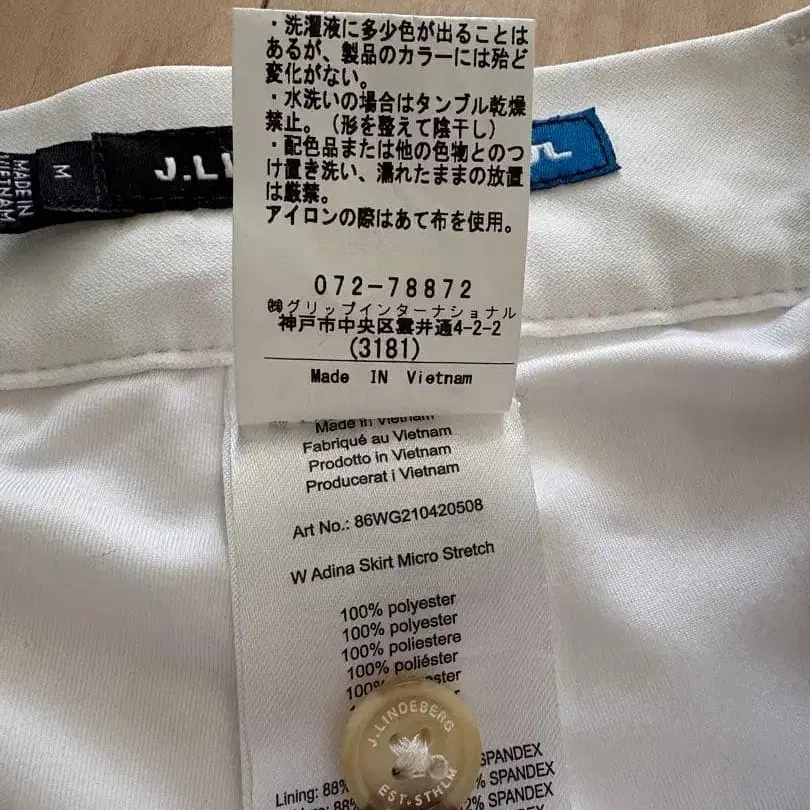 ・洗濯液に多少色が出ることは
あるが、製品のカラーには殆ど
変化がない。
・水洗いの場合はタンブル乾燥
禁止。（形を整えて陰干し）
・配色品または他の色物とのつ
け置き洗い、濡れたままの放置
は厳禁。
アイロンの際はあて布を使用。
MADE IN
VIETNAM
M
J.LI
072-78872
㈱グリップインターナショナル
神戸市中央区雲井通4-2-2
(3181)
Made IN Vietnam
Made in Vietnam
Fabriqué au Vietnam
Prodotto in Vietnam
Producerat i Vietnam
Art No.: 86WG210420508
W Adina Skirt Micro Stretch
100% polyester
100% polyester
100% poliestere
100% poliéster
J.LINDEBERG
EST. STHLM
SPANDEX
Lining: 88%
% SPANDEX
88%
2% SPANDEX